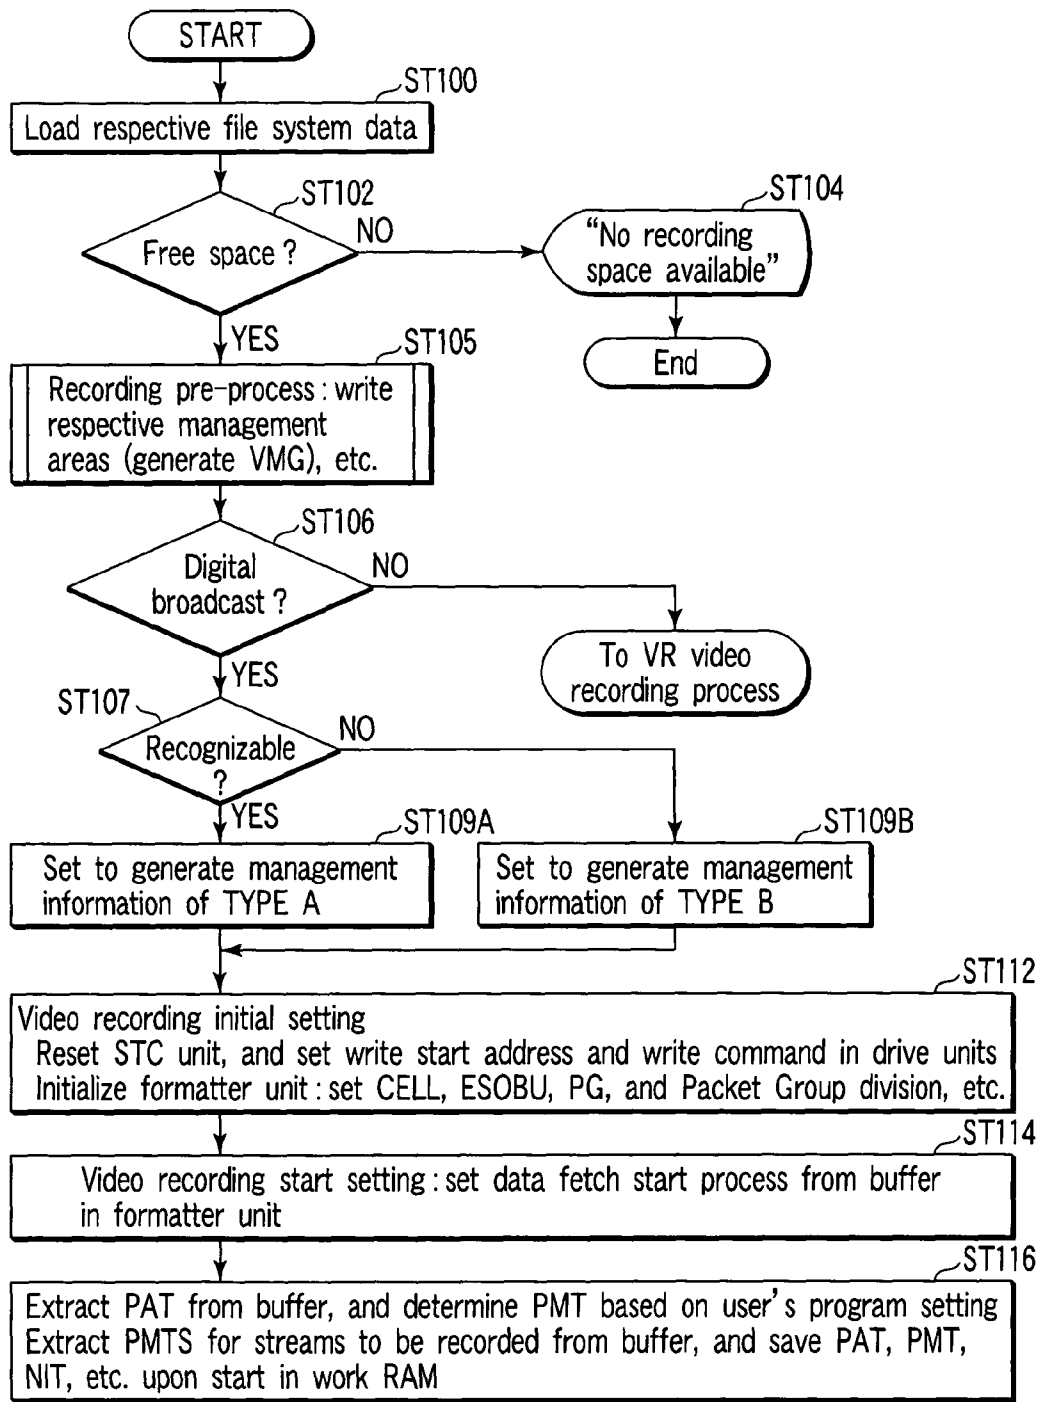 START
ST100
Load respective file system data
ST102
Free space ?
NO
ST104
“No recording
space available”
End
YES
ST105
Recording pre-process : write
respective management
areas (generate VMG), etc.
ST106
Digital
broadcast ?
NO
To VR video
recording process
YES
ST107
Recognizable
?
NO
YES
ST109A
Set to generate management
information of TYPE A
ST109B
Set to generate management
information of TYPE B
ST112
Video recording initial setting
Reset STC unit, and set write start address and write command in drive units
Initialize formatter unit : set CELL, ESOBU, PG, and Packet Group division, etc.
ST114
Video recording start setting : set data fetch start process from buffer
in formatter unit
ST116
Extract PAT from buffer, and determine PMT based on user's program setting
Extract PMTS for streams to be recorded from buffer, and save PAT, PMT,
NIT, etc. upon start in work RAM